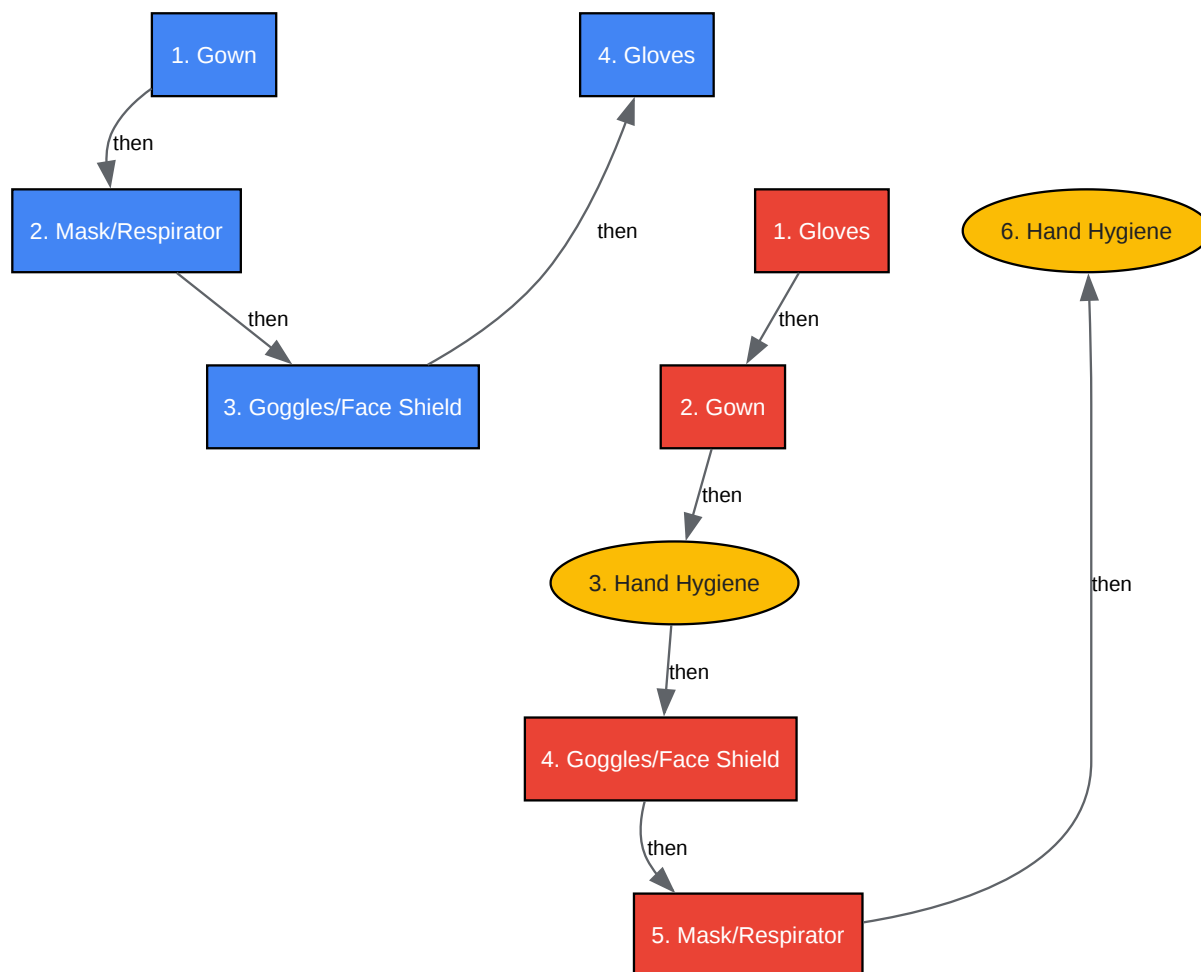 1. Gown
then
2. Mask/Respirator
then
3. Goggles/Face Shield
then
4. Gloves
1. Gloves
then
2. Gown
then
3. Hand Hygiene
then
4. Goggles/Face Shield
then
5. Mask/Respirator
then
6. Hand Hygiene